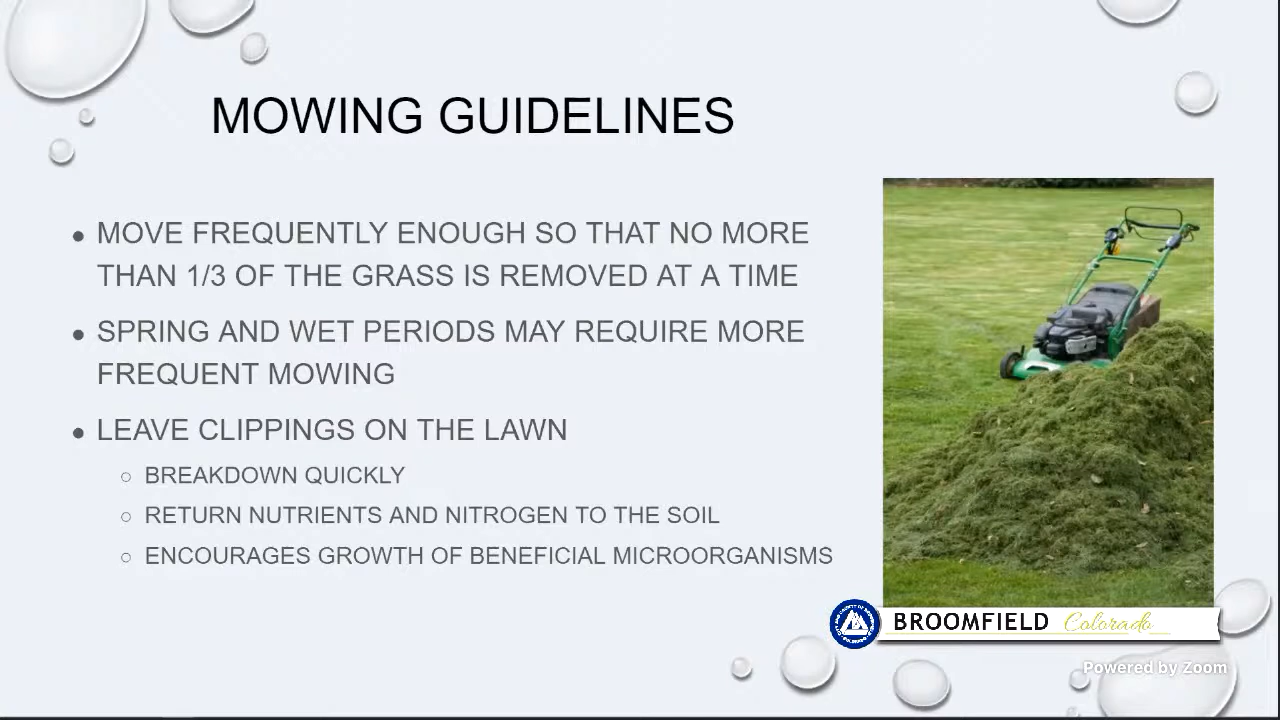 MOWING GUIDELINES
• MOVE FREQUENTLY ENOUGH SO THAT NO MORE
THAN 1/3 OF THE GRASS IS REMOVED AT A TIME
• SPRING AND WET PERIODS MAY REQUIRE MORE
FREQUENT MOWING
• LEAVE CLIPPINGS ON THE LAWN
○ BREAKDOWN QUICKLY
○ RETURN NUTRIENTS AND NITROGEN TO THE SOIL
○ ENCOURAGES GROWTH OF BENEFICIAL MICROORGANISMS
BROOMFIELD Colorado
Powered by Zoom